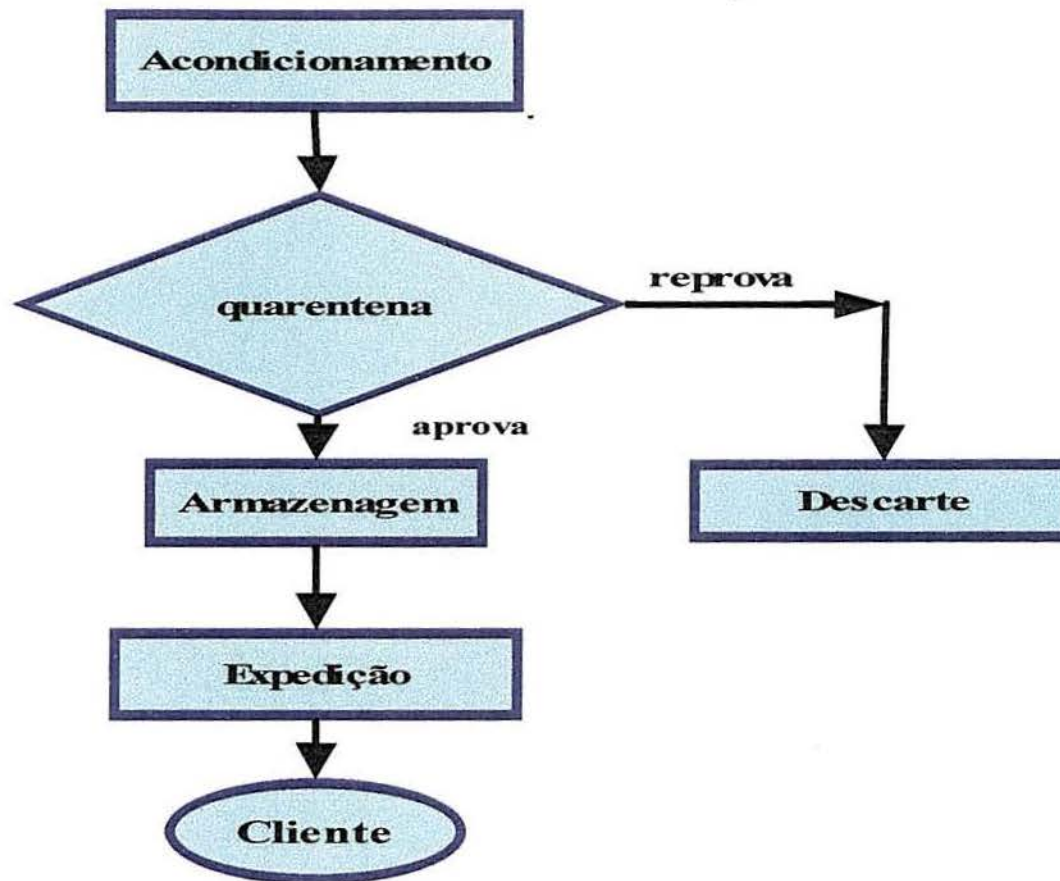 Acondicionamento
quarentena
reprova
aprova
Armazenagem
Descarte
Expedição
Cliente